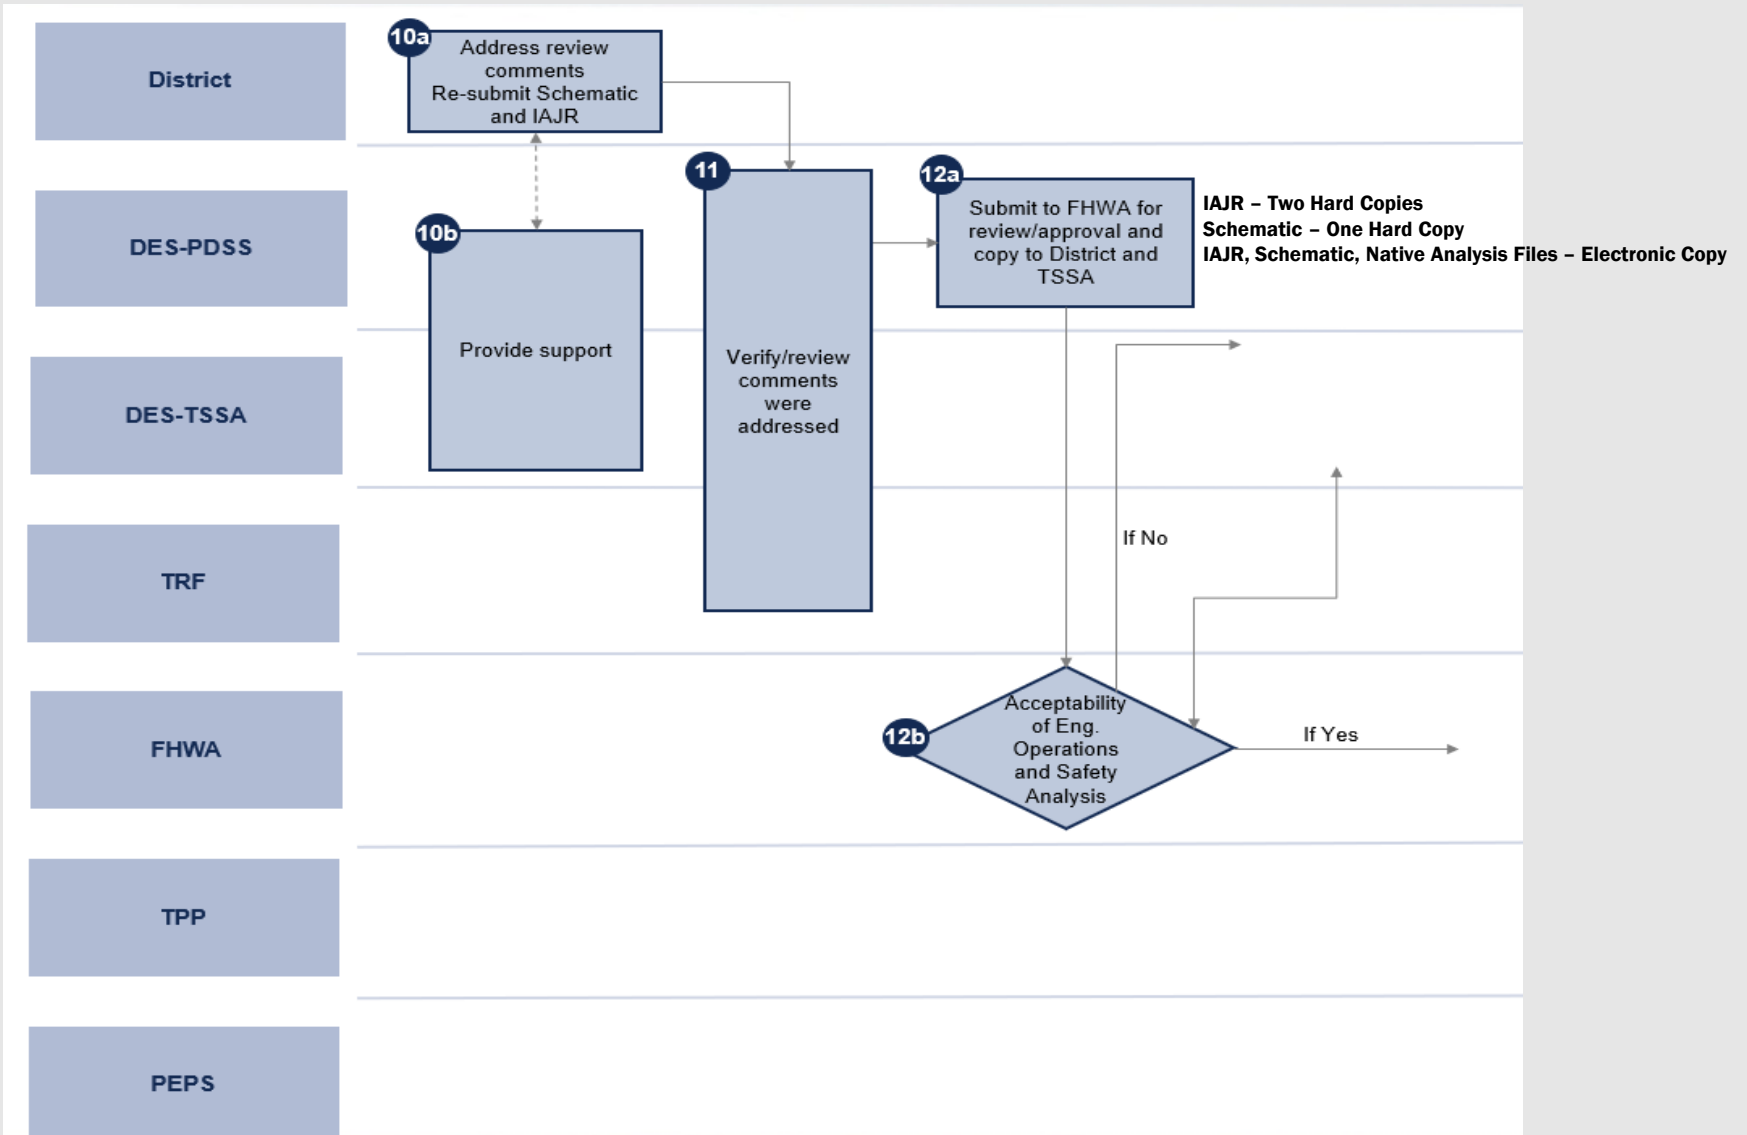 District
10a
Address review
comments
Re-submit Schematic
and IAJR
DES-PDSS
10b
Provide support
11
Verify/review
comments
were
addressed
12a
Submit to FHWA for
review/approval and
copy to District and
TSSA
IAJR – Two Hard Copies
Schematic – One Hard Copy
IAJR, Schematic, Native Analysis Files – Electronic Copy
DES-TSSA
TRF
If No
FHWA
12b
Acceptability
of Eng.
Operations
and Safety
Analysis
If Yes
TPP
PEPS